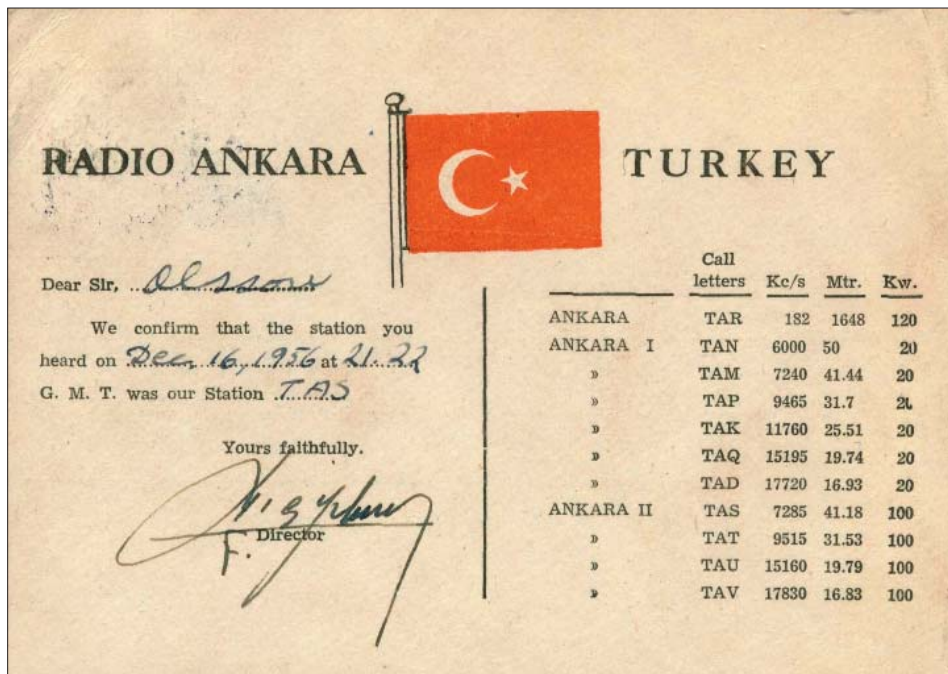 RADIO ANKARA TURKEY
Dear Sir, Olsson
We confirm that the station you
heard on Dec, 16, 1956 at 21.22
G. M. T. was our Station TAS
Yours faithfully.
Director
F.
Call letters Kc/s Mtr. Kw.
ANKARA TAR 182 1648 120
ANKARA I TAN 6000 50 20
» TAM 7240 41.44 20
» TAP 9465 31.7 20
» TAK 11760 25.51 20
» TAQ 15195 19.74 20
» TAD 17720 16.93 20
ANKARA II TAS 7285 41.18 100
» TAT 9515 31.53 100
» TAU 15160 19.79 100
» TAV 17830 16.83 100